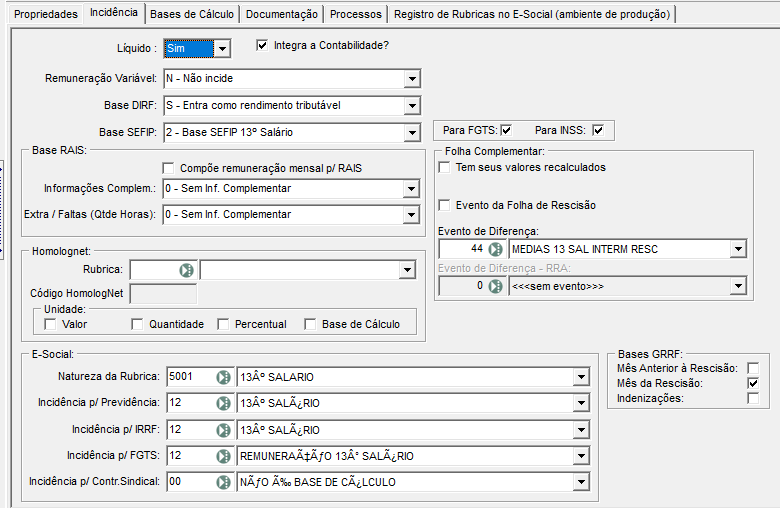 Propriedades Incidência Bases de Cálculo Documentação Processos Registro de Rubricas no E-Social (ambiente de produção)
Líquido : Sim Integra a Contabilidade?
Remuneração Variável: N - Não incide
Base DIRF: S - Entra como rendimento tributável
Base SEFIP: 2 - Base SEFIP 13º Salário Para FGTS: Para INSS:
Base RAIS:
Compõe remuneração mensal p/ RAIS
Informações Complem.: 0 - Sem Inf. Complementar
Extra / Faltas (Qtde Horas): 0 - Sem Inf. Complementar
Folha Complementar:
Tem seus valores recalculados
Evento da Folha de Rescisão
Evento de Diferença:
44 MEDIAS 13 SAL INTERM RESC
Evento de Diferença - RRA:
0 <<<sem evento>>>
Homolognet:
Rubrica:
Código HomologNet
Unidade:
Valor Quantidade Percentual Base de Cálculo
E-Social:
Natureza da Rubrica: 5001 13Âº SALARIO
Incidência p/ Previdência: 12 13Âº SALÃ¿RIO
Incidência p/ IRRF: 12 13Âº SALÃ¿RIO
Incidência p/ FGTS: 12 REMUNERAÃ‡ÃƒO 13Â° SALÃ¿RIO
Incidência p/ Contr.Sindical: 00 NÃƒO Ã‰ BASE DE CÃ¿LCULO
Bases GRRF:
Mês Anterior à Rescisão:
Mês da Rescisão:
Indenizações: